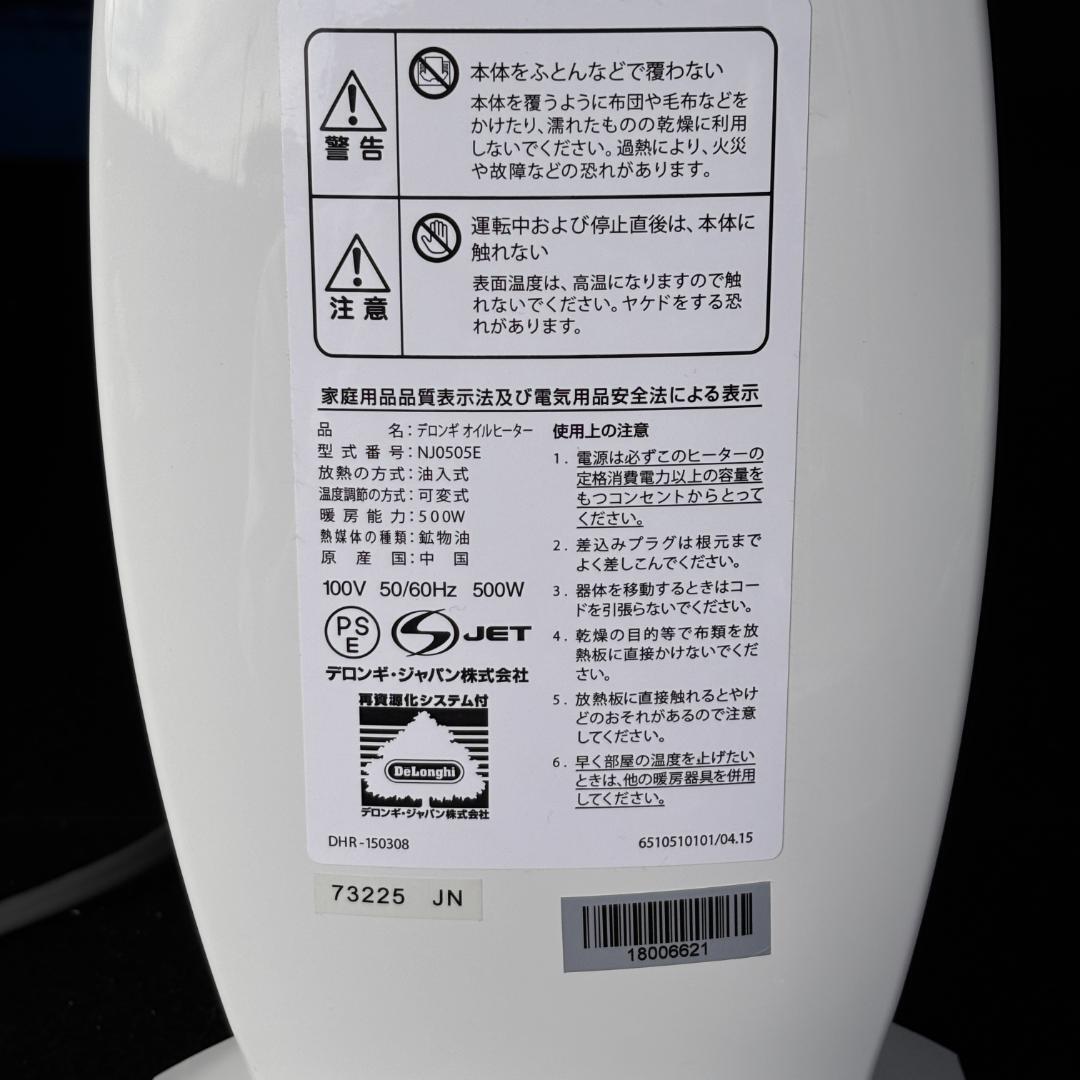 警告
本体をふとんなどで覆わない
本体を覆うように布団や毛布などを
かけたり、濡れたものの乾燥に利用
しないでください。過熱により、火災
や故障などの恐れがあります。
注意
運転中および停止直後は、本体に
触れない
表面温度は、高温になりますので触
れないでください。ヤケドをする恐
れがあります。
家庭用品品質表示法及び電気用品安全法による表示
品名：デロンギ オイルヒーター
型式番号：NJ0505E
放熱の方式：油入式
温度調節の方式：可変式
暖房能力：500W
熱媒体の種類：鉱物油
原産国：中国
100V 50/60Hz 500W
PS
E
JET
デロンギ・ジャパン株式会社
再資源化システム付
DeLonghi
デロンギ・ジャパン株式会社
DHR-150308
使用上の注意
1. 電源は必ずこのヒーターの
定格消費電力以上の容量を
もつコンセントからとって
ください。
2. 差込みプラグは根元まで
よく差しこんでください。
3. 器体を移動するときはコー
ドを引張らないでください。
4. 乾燥の目的等で布類を放
熱板に直接かけないでくだ
さい。
5. 放熱板に直接触れるとやけ
どのおそれがあるので注意
してください。
6. 早く部屋の温度を上げたい
ときは、他の暖房器具を併用
してください。
6510510101/04.15
73225 JN
18006621